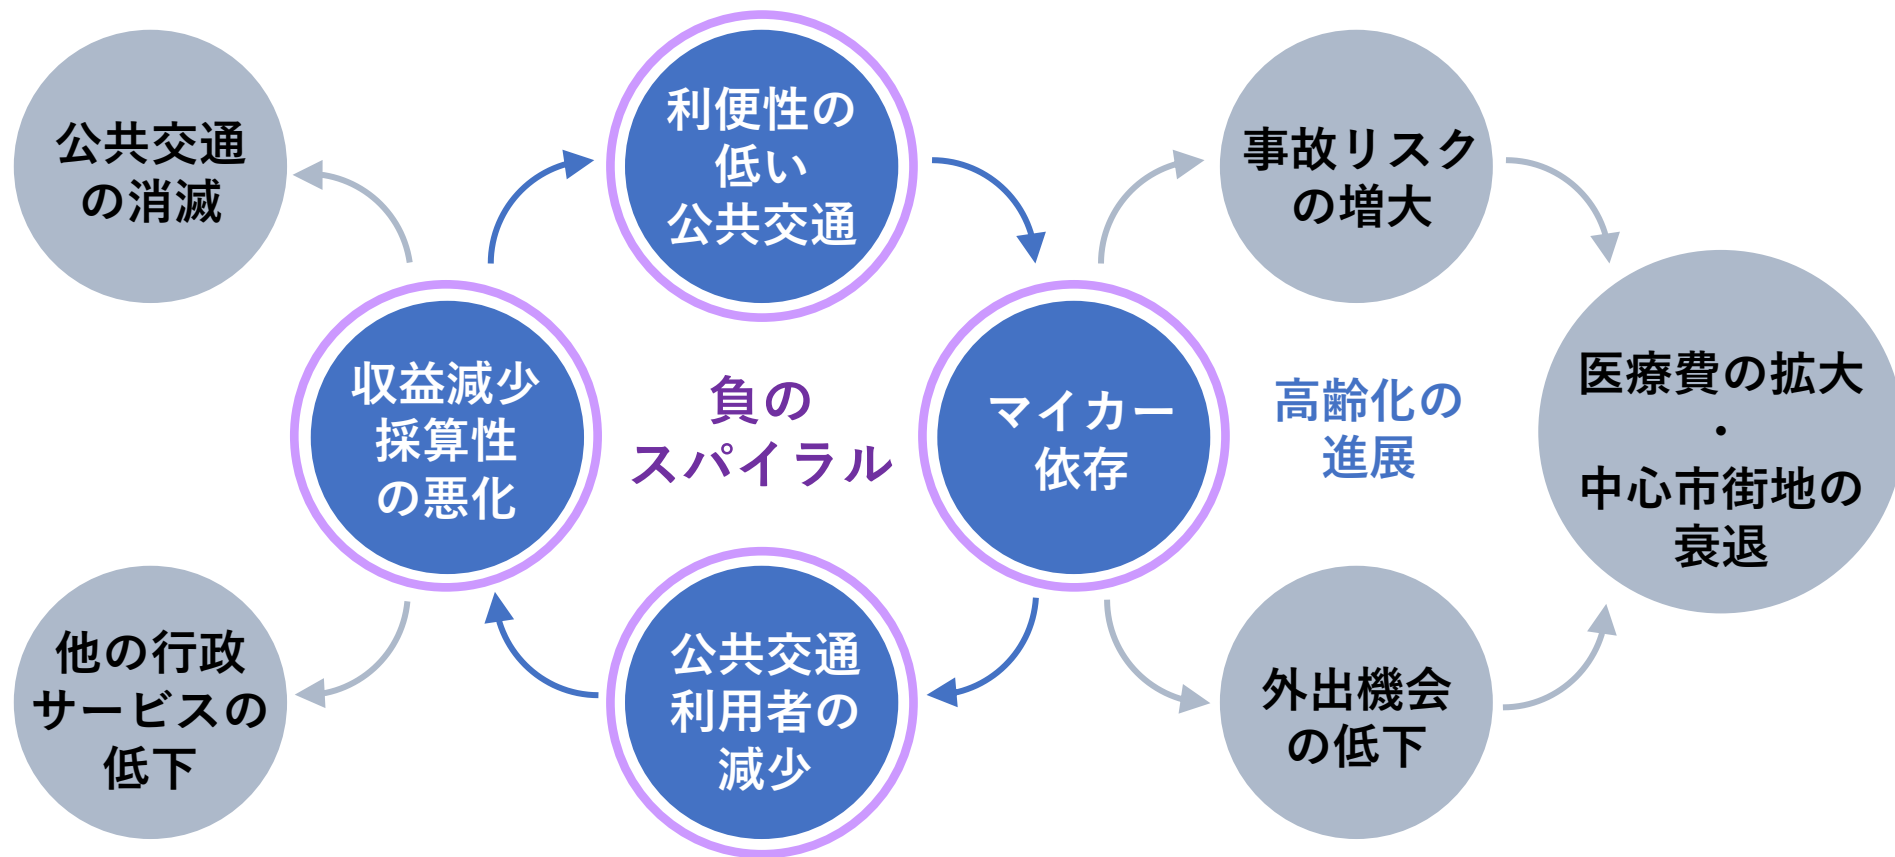 公共交通
の消滅
利便性の
低い
公共交通
事故リスク
の増大
収益減少
採算性
の悪化
負の
スパイラル
マイカー
依存
高齢化の
進展
医療費の拡大
・
中心市街地の
衰退
他の行政
サービスの
低下
公共交通
利用者の
減少
外出機会
の低下